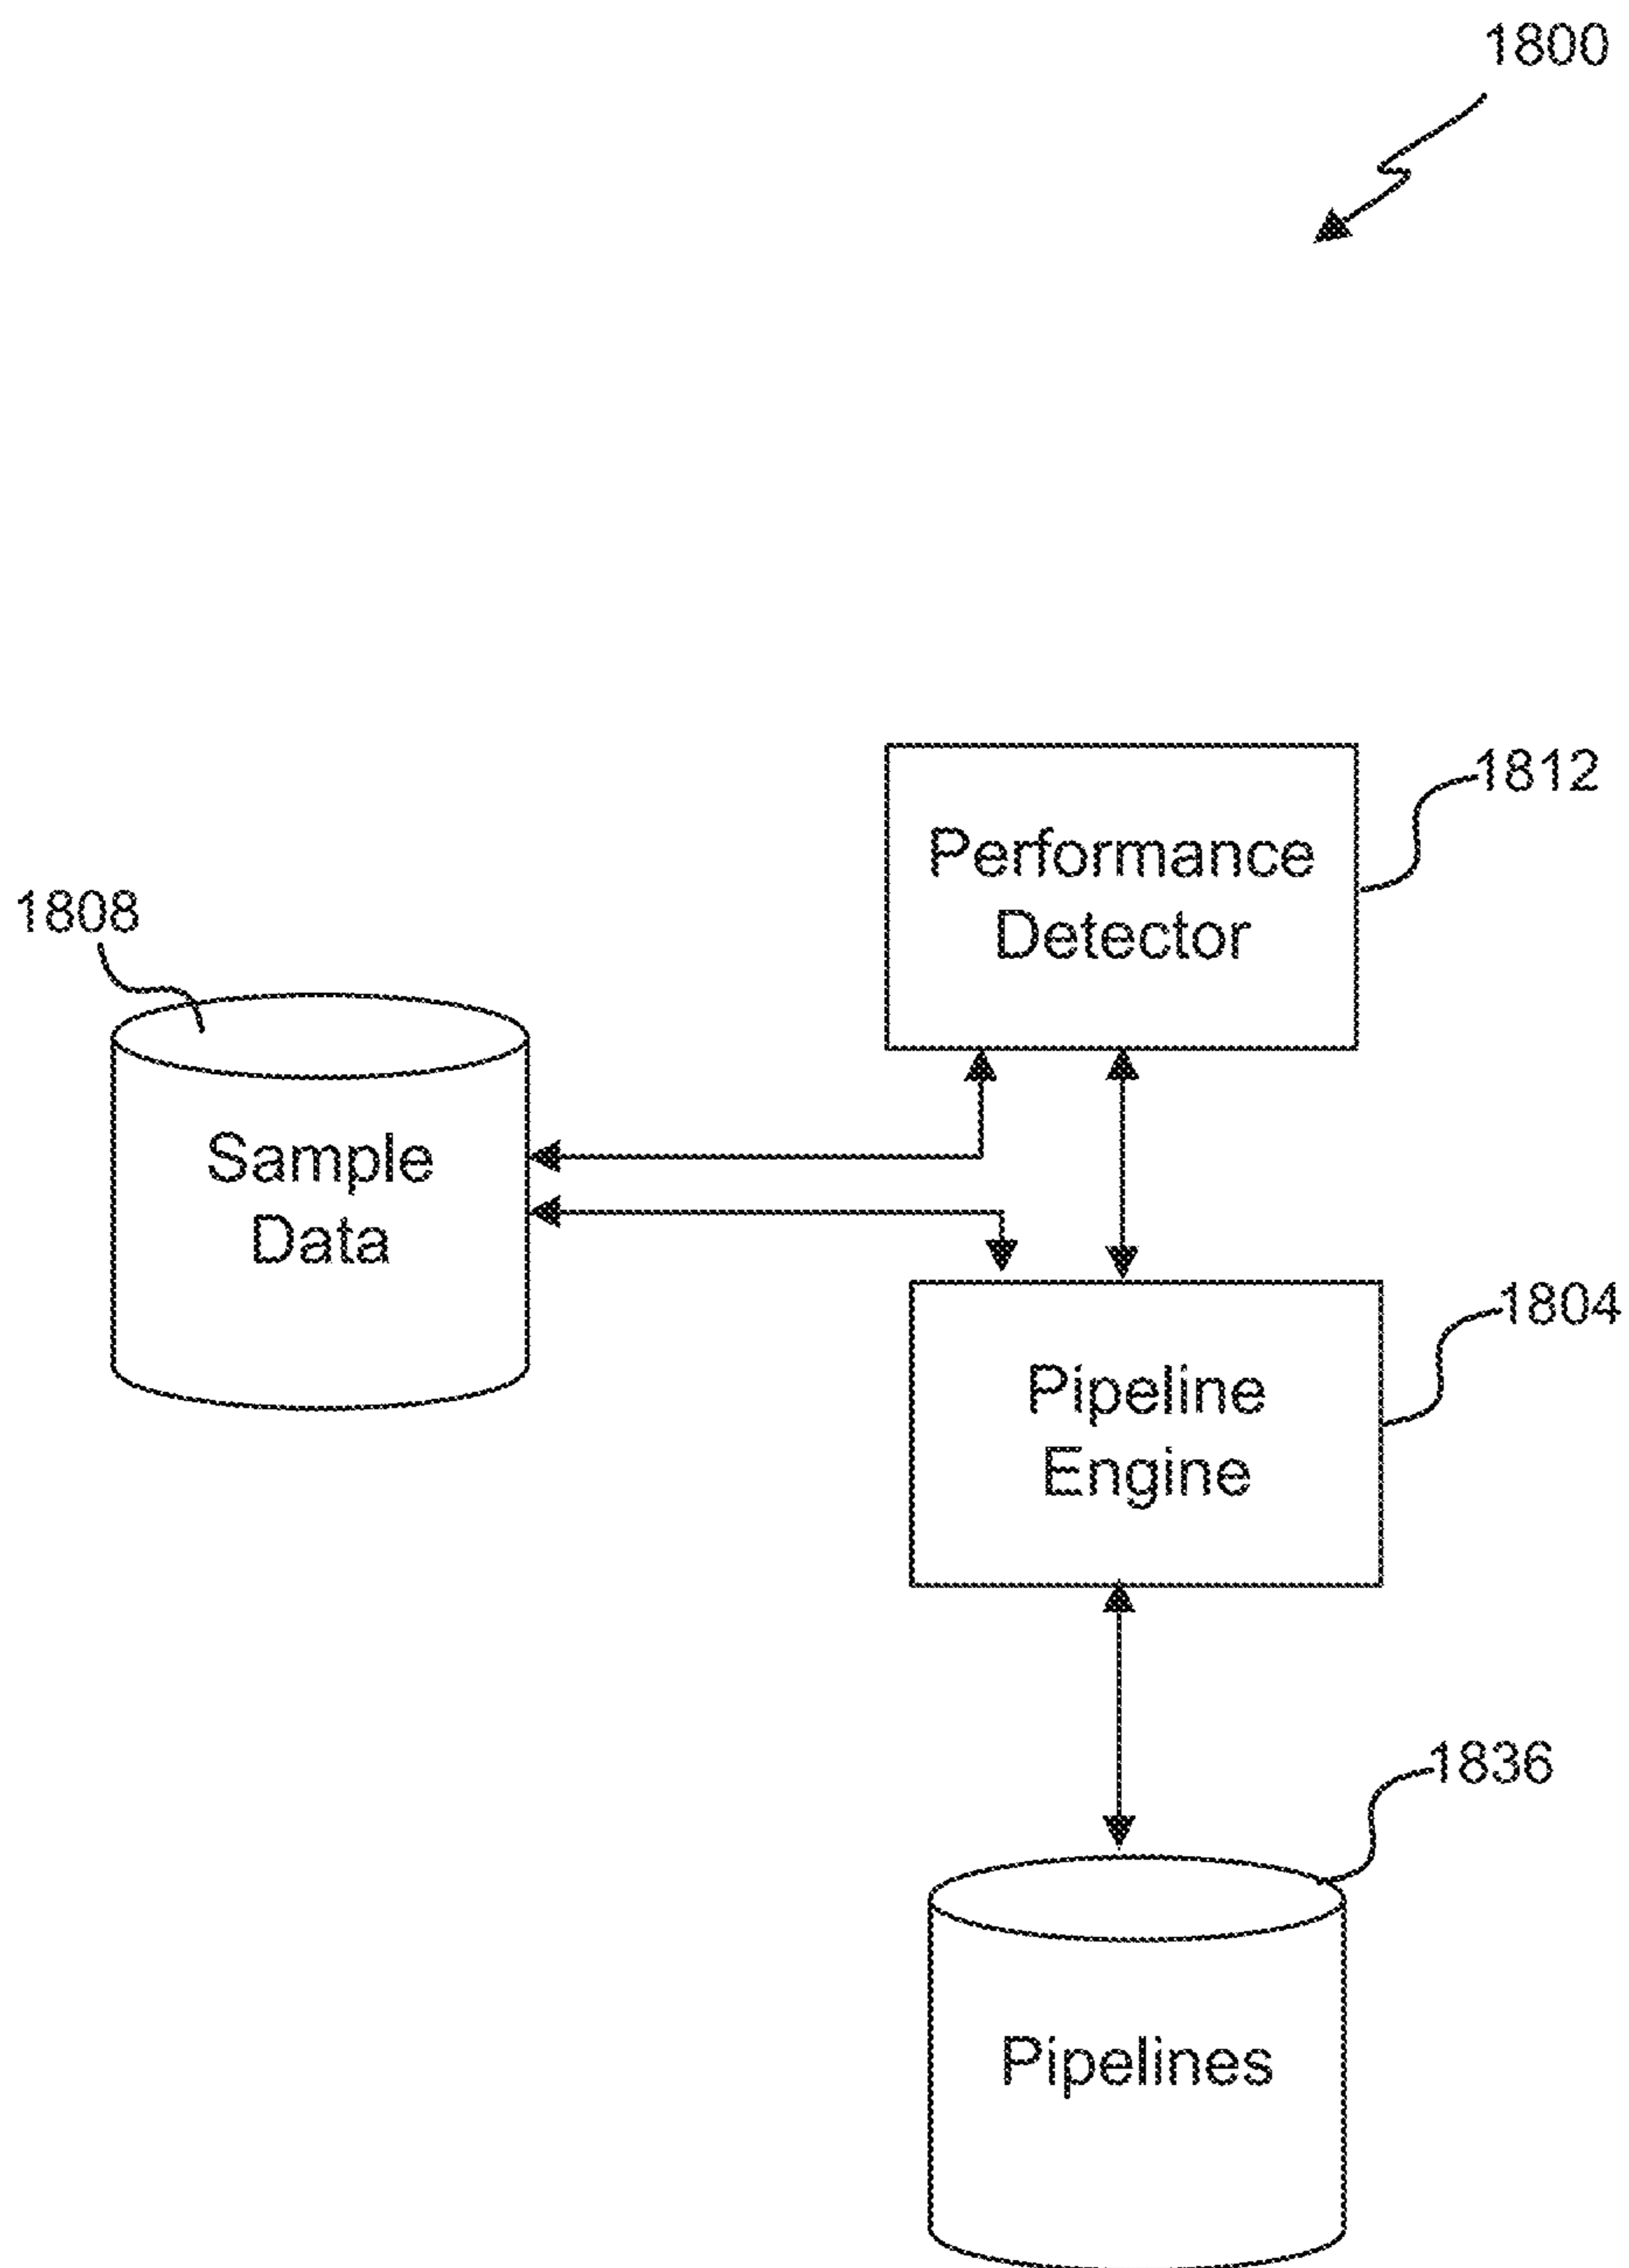 1800
1812
Performance
Detector
1808
Sample
Data
1804
Pipeline
Engine
1836
Pipelines